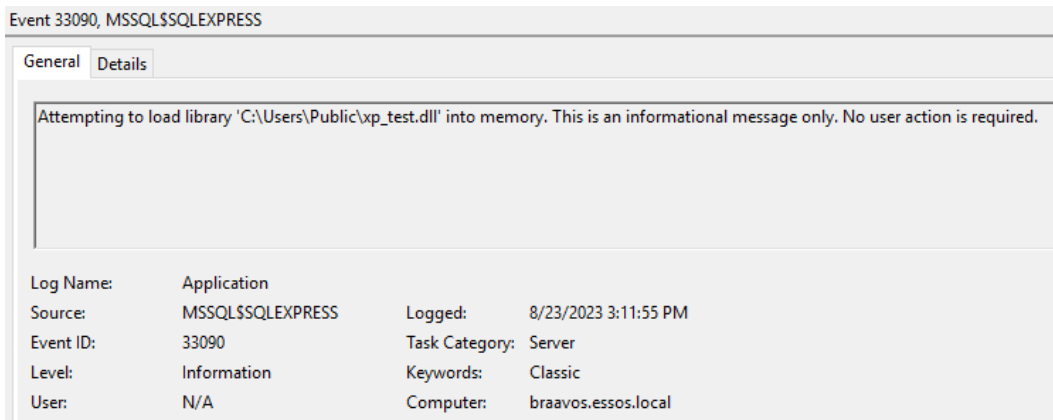 Event 33090, MSSQL$SQLEXPRESS
General Details
Attempting to load library 'C:\Users\Public\xp_test.dll' into memory. This is an informational message only. No user action is required.
Log Name: Application
Source: MSSQL$SQLEXPRESS Logged: 8/23/2023 3:11:55 PM
Event ID: 33090 Task Category: Server
Level: Information Keywords: Classic
User: N/A Computer: braavos.essos.local